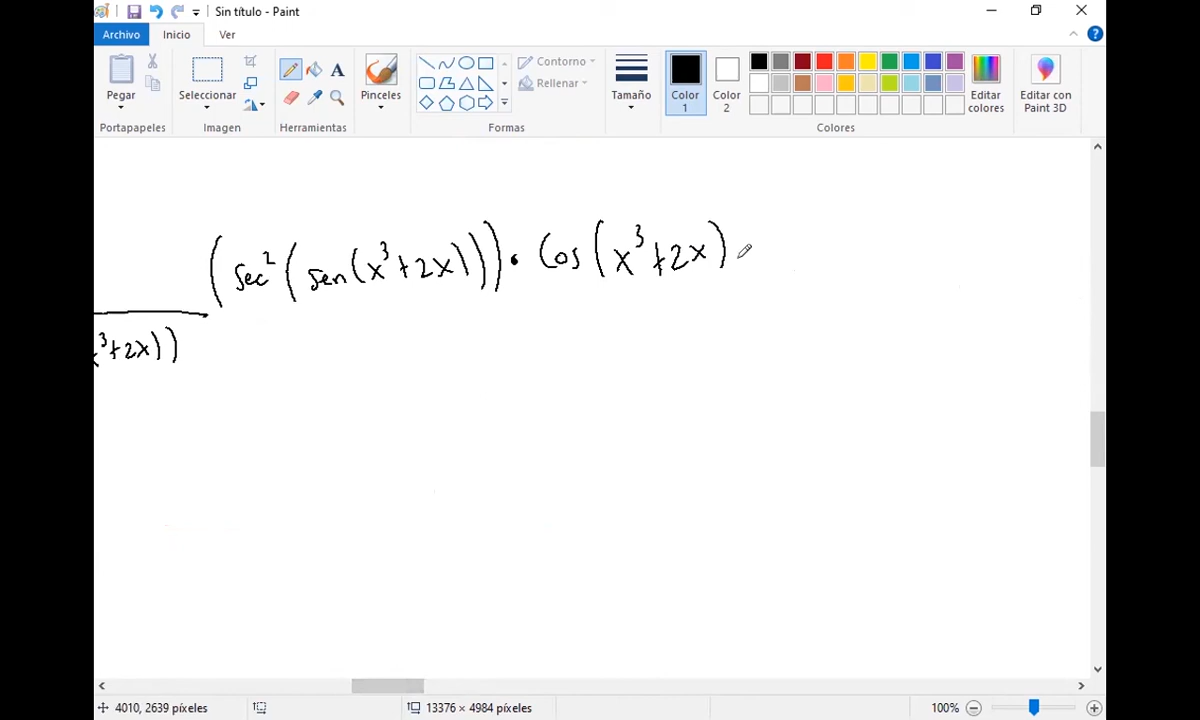 Sin título - Paint
Archivo Inicio Ver
Pegar Seleccionar Pinceles Contorno Rellenar Tamaño Color 1 Color 2 Editar colores Editar con Paint 3D
Portapapeles Imagen Herramientas Formas Colores
(sec²(sen(x³+2x)))·Cos(x³+2x)
x³+2x))
4010, 2639 píxeles 13376 × 4984 píxeles 100%